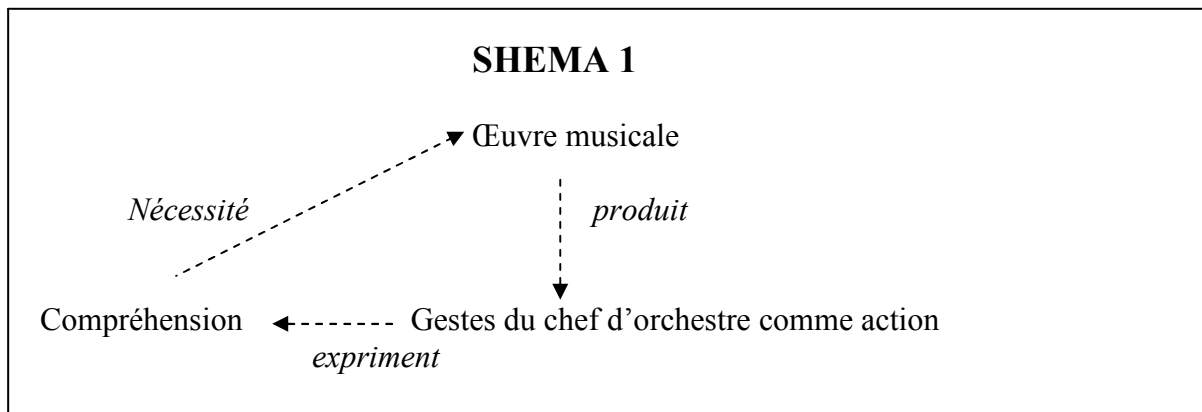 SHEMA 1
Œuvre musicale
Nécessité
produit
Compréhension
Gestes du chef d’orchestre comme action
expriment